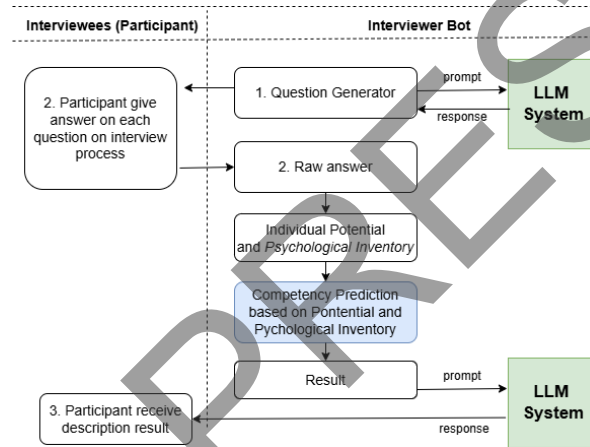 Interviewees (Participant)
Interviewer Bot
1. Question Generator
prompt
response
LLM
System
2. Participant give
answer on each
question on interview
process
2. Raw answer
Individual Potential
and Psychological Inventory
Competency Prediction
based on Pontential and
Pychological Inventory
Result
prompt
response
LLM
System
3. Participant receive
description result
PRES